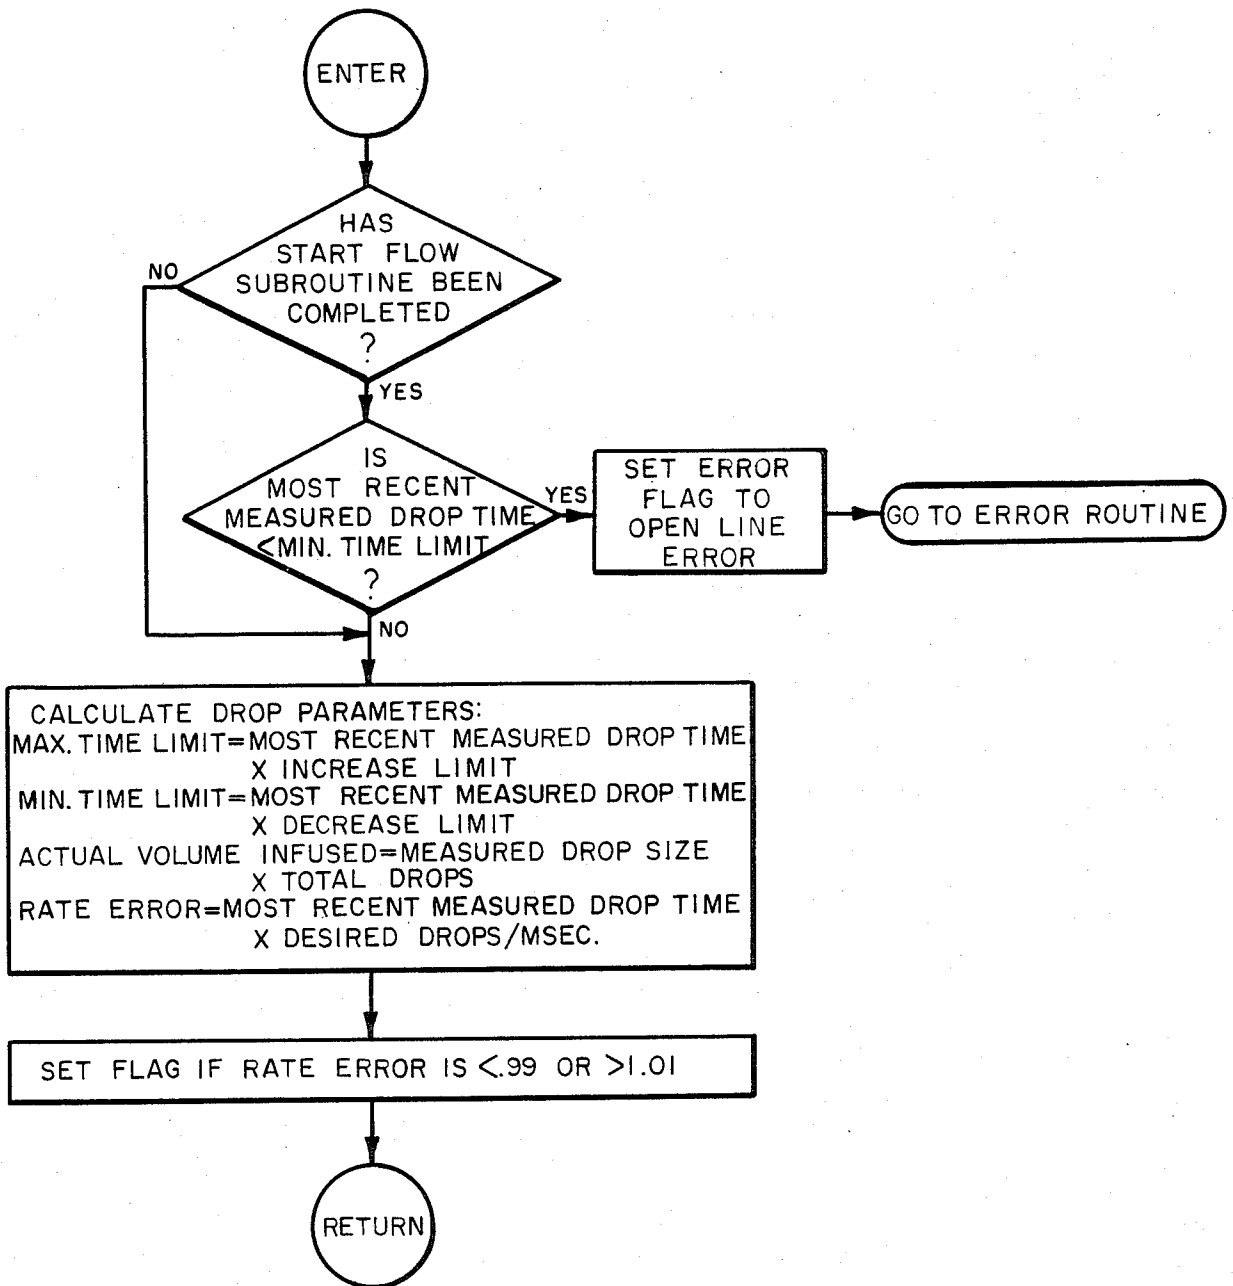 ENTER
HAS
START FLOW
SUBROUTINE BEEN
COMPLETED
?
NO
YES
IS
MOST RECENT
MEASURED DROP TIME
<MIN. TIME LIMIT
?
YES
SET ERROR
FLAG TO
OPEN LINE
ERROR
GO TO ERROR ROUTINE
NO
CALCULATE DROP PARAMETERS:
MAX. TIME LIMIT=MOST RECENT MEASURED DROP TIME
X INCREASE LIMIT
MIN. TIME LIMIT=MOST RECENT MEASURED DROP TIME
X DECREASE LIMIT
ACTUAL VOLUME INFUSED=MEASURED DROP SIZE
X TOTAL DROPS
RATE ERROR=MOST RECENT MEASURED DROP TIME
X DESIRED DROPS/MSEC.
SET FLAG IF RATE ERROR IS <.99 OR >1.01
RETURN